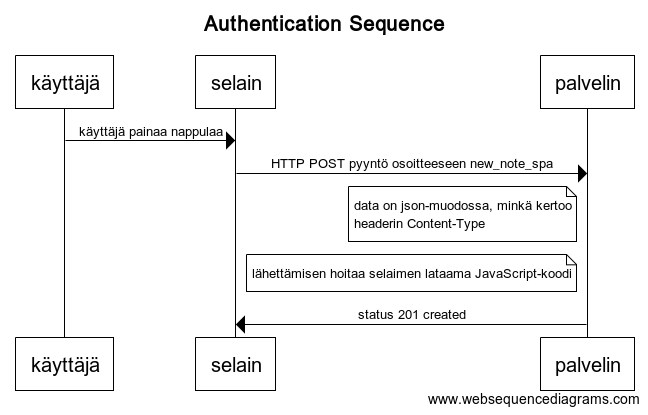 Authentication Sequence
käyttäjä
selain
palvelin
käyttäjä painaa nappulaa
HTTP POST pyyntö osoitteeseen new_note_spa
data on json-muodossa, minkä kertoo
headerin Content-Type
lähettämisen hoitaa selaimen lataama JavaScript-koodi
status 201 created
käyttäjä
selain
palvelin
www.websequencediagrams.com